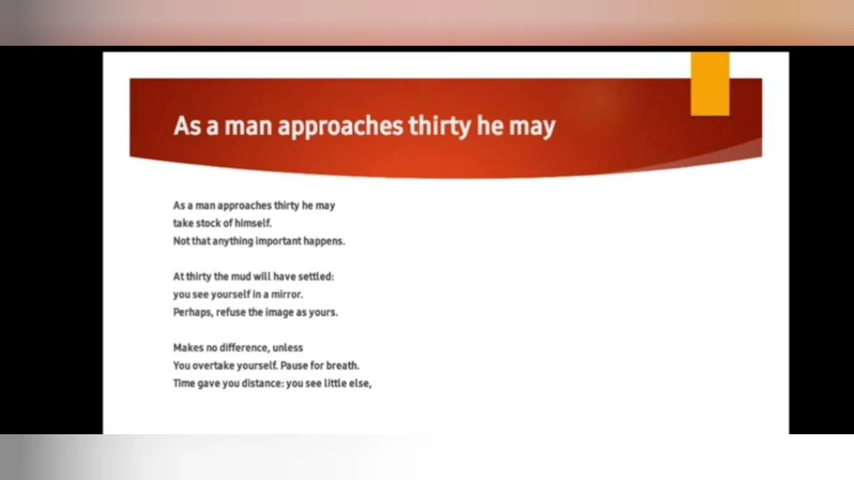 As a man approaches thirty he may
As a man approaches thirty he may
take stock of himself.
Not that anything important happens.
At thirty the mud will have settled:
you see yourself in a mirror.
Perhaps, refuse the image as yours.
Makes no difference, unless
You overtake yourself. Pause for breath.
Time gave you distance: you see little else,